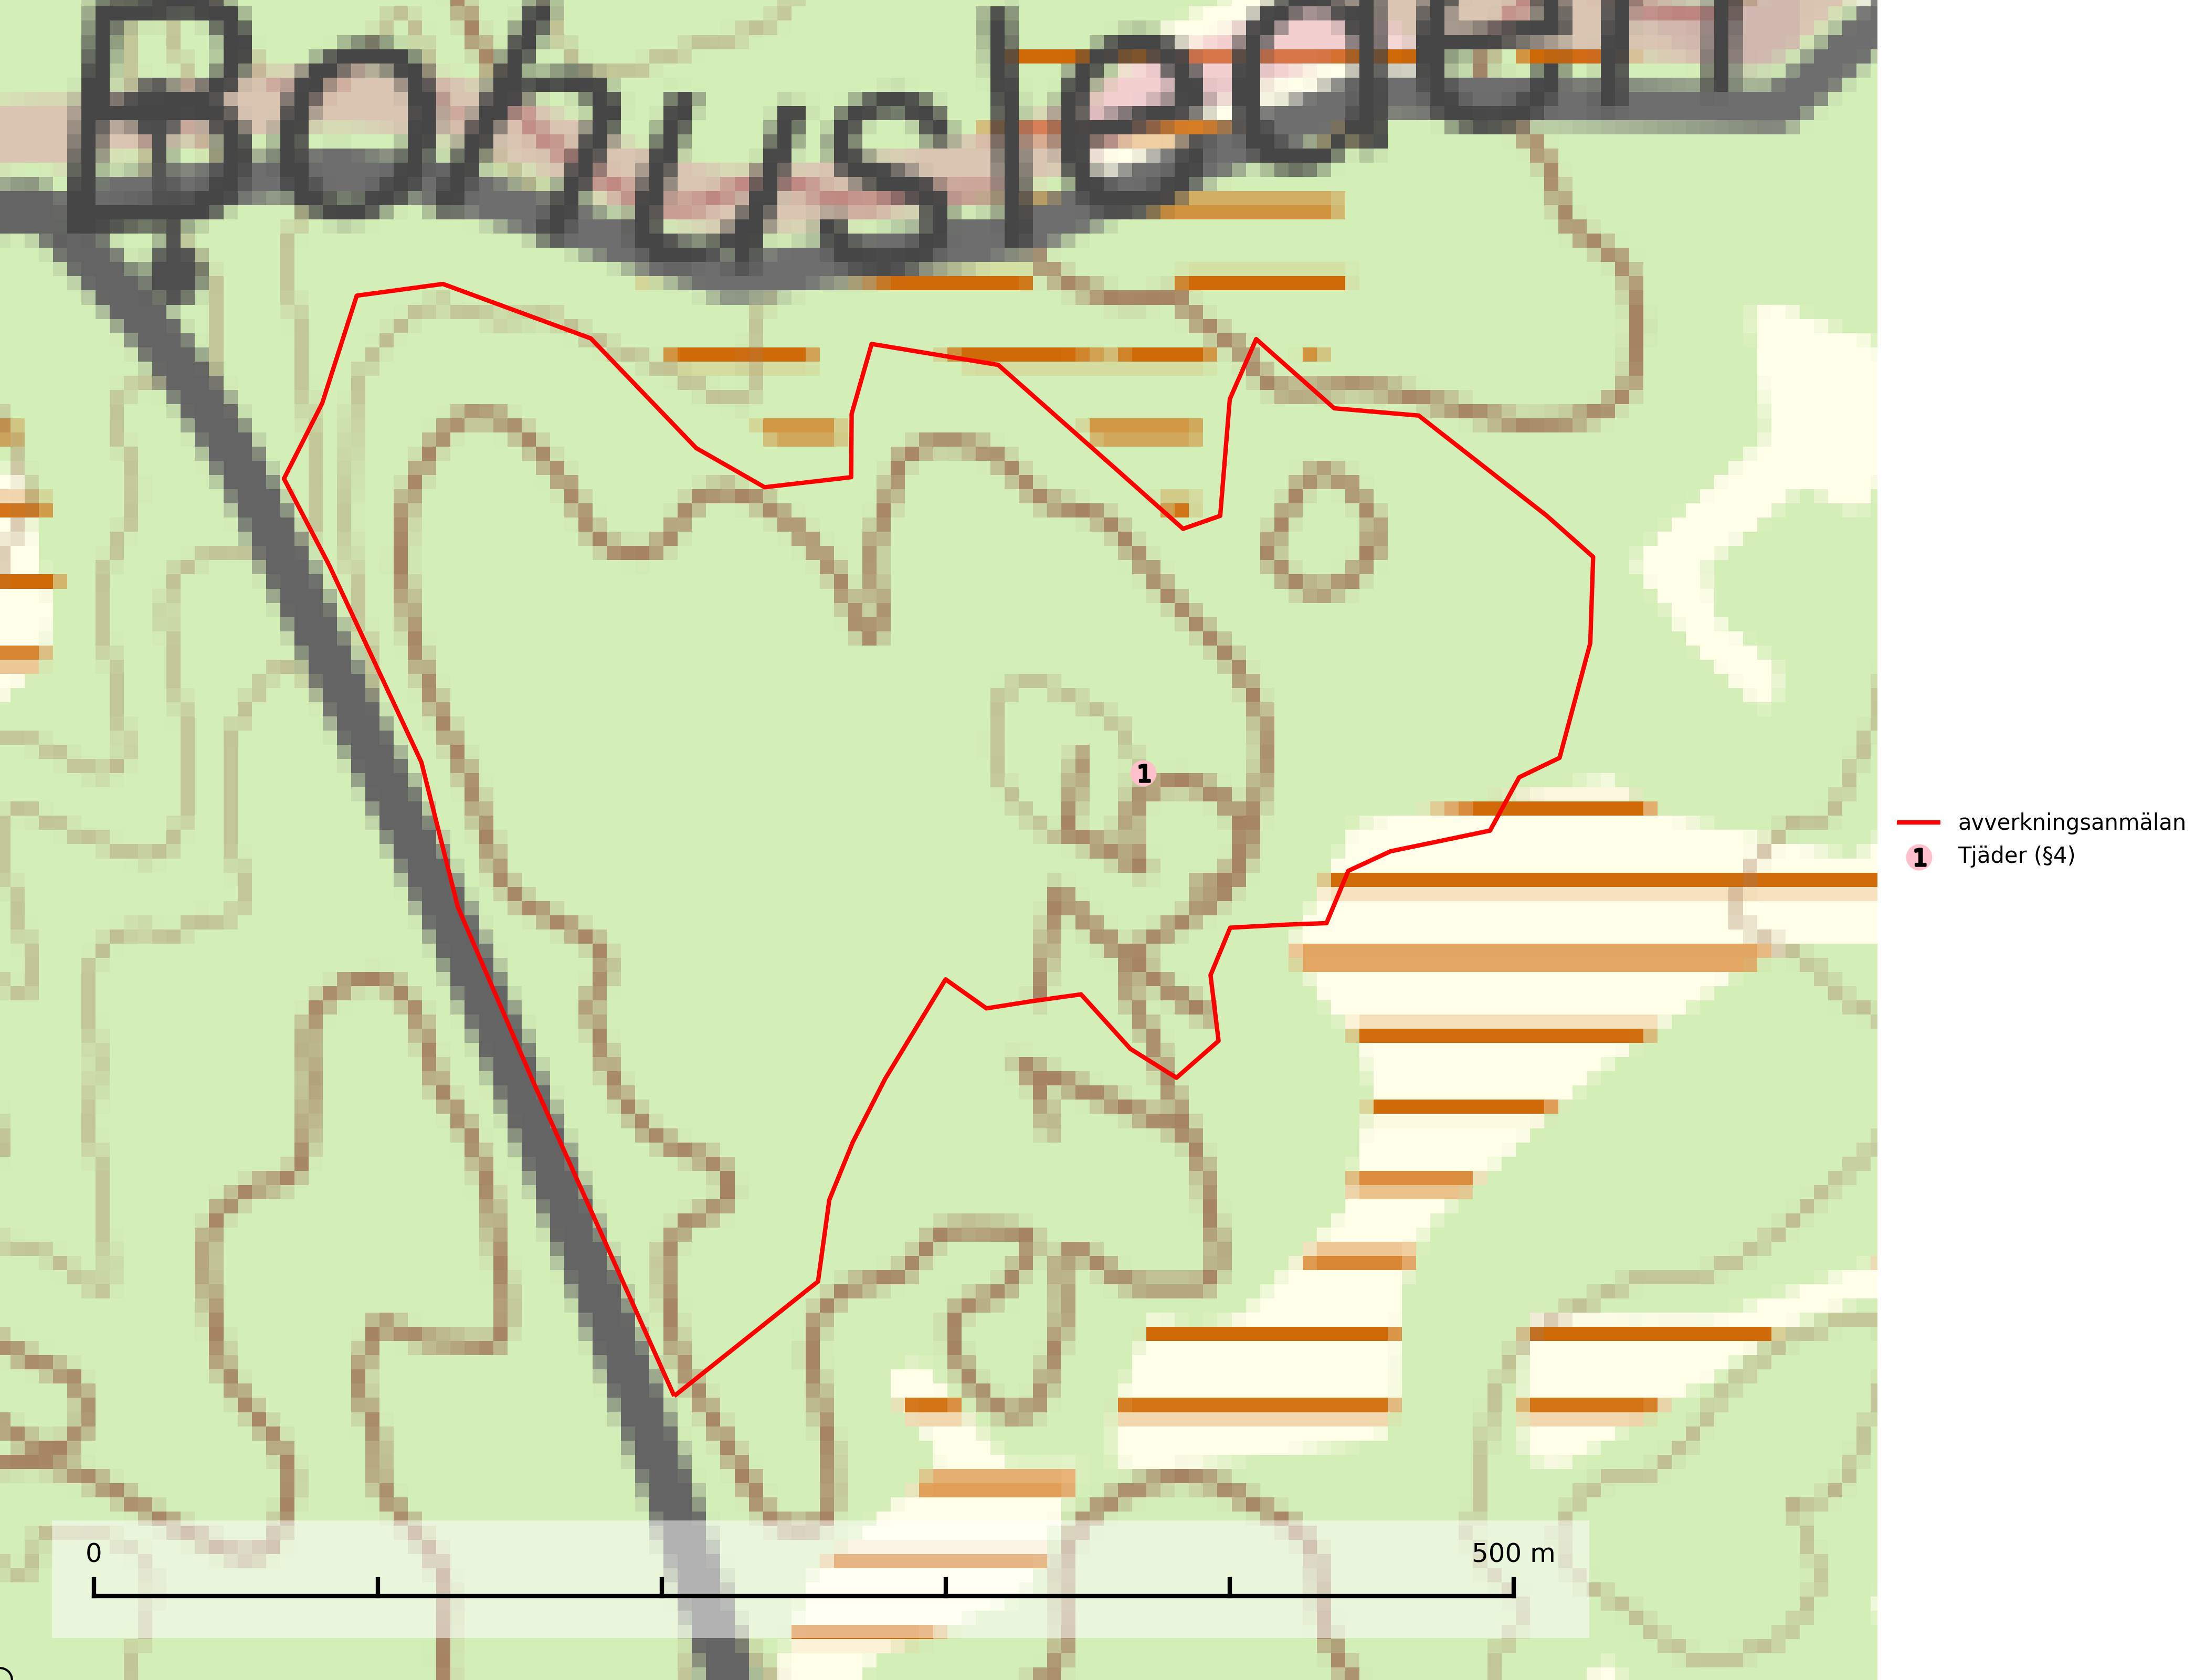 Bohusleden
1
avverkningsanmälan
1 Tjäder (§4)
0 500 m